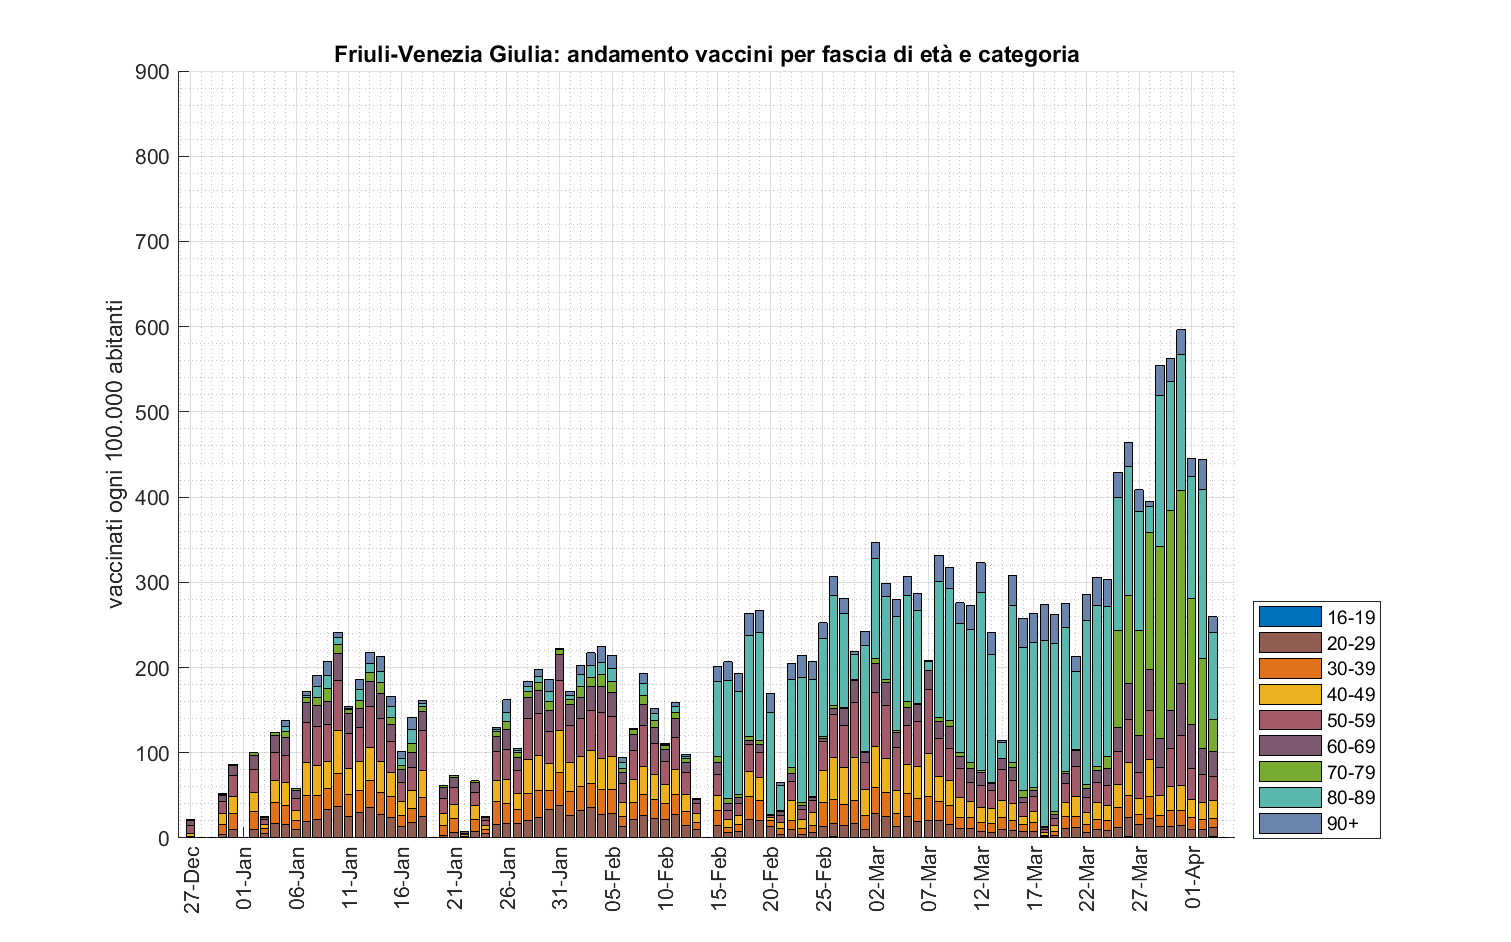 Friuli-Venezia Giulia: andamento vaccini per fascia di età e categoria
vaccinati ogni 100.000 abitanti
900
800
700
600
500
400
300
200
100
0
27-Dec
01-Jan
06-Jan
11-Jan
16-Jan
21-Jan
26-Jan
31-Jan
05-Feb
10-Feb
15-Feb
20-Feb
25-Feb
02-Mar
07-Mar
12-Mar
17-Mar
22-Mar
27-Mar
01-Apr
16-19
20-29
30-39
40-49
50-59
60-69
70-79
80-89
90+